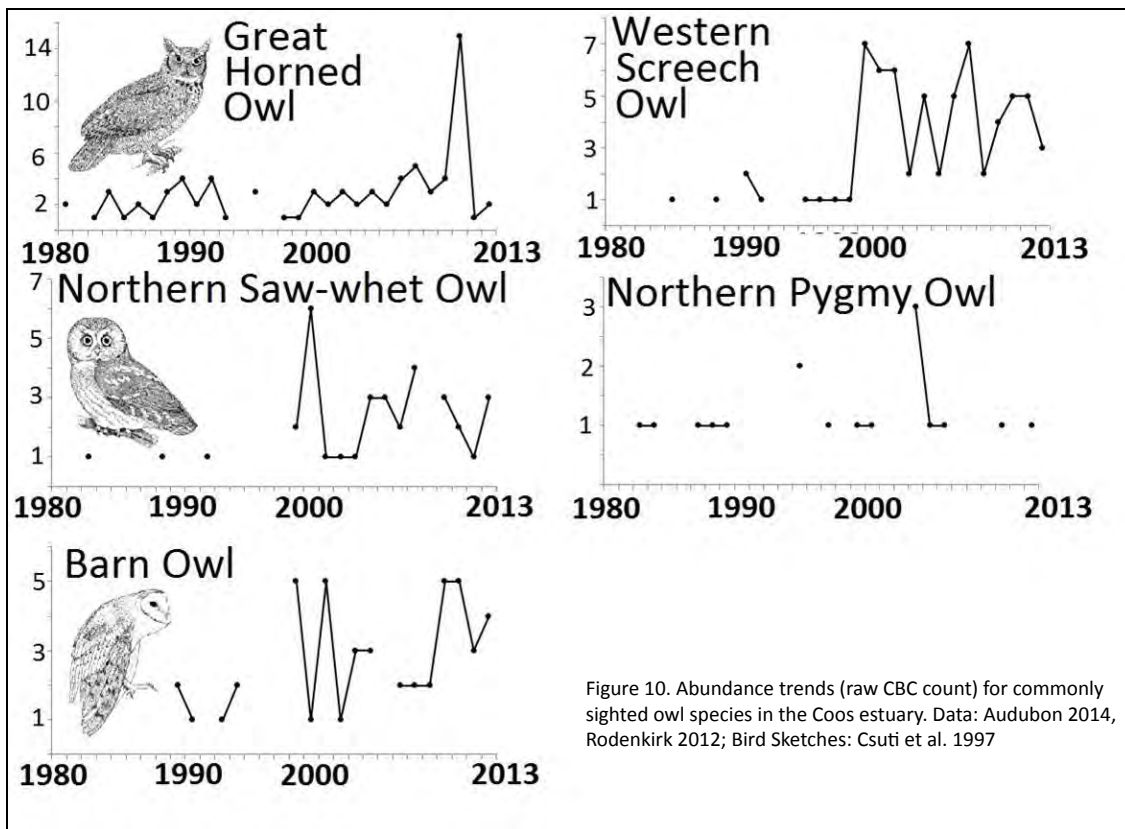 Great
Horned
Owl
14
10
6
2
1980 1990 2000 2013
Western
Screech
Owl
7
5
3
1
1980 1990 2000 2013
Northern Saw-whet Owl
7
5
3
1
1980 1990 2000 2013
Northern Pygmy Owl
3
2
1
1980 1990 2000 2013
Barn Owl
5
3
1
1980 1990 2000 2013
Figure 10. Abundance trends (raw CBC count) for commonly
sighted owl species in the Coos estuary. Data: Audubon 2014,
Rodenkirk 2012; Bird Sketches: Csuti et al. 1997